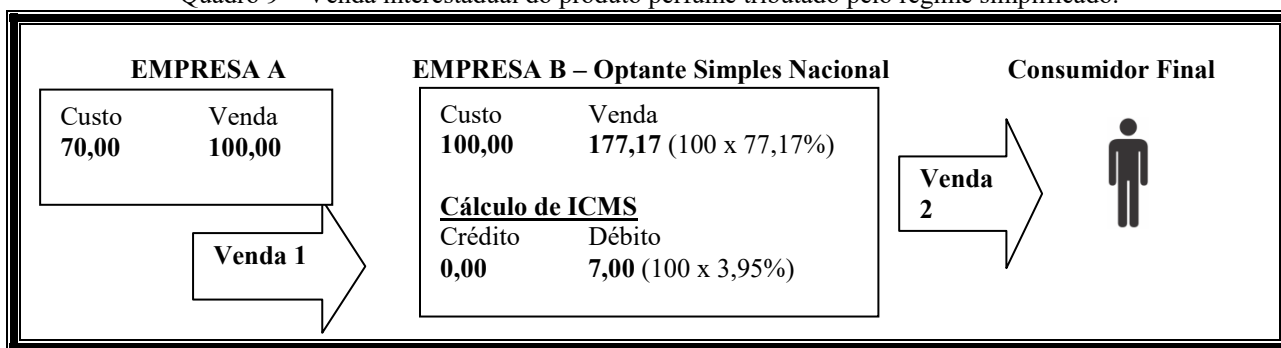 Quadro 9 – Venda interestadual do produto perfume tributado pelo regime simplificado.
EMPRESA A
Custo Venda
70,00 100,00
Venda 1
EMPRESA B – Optante Simples Nacional
Custo Venda
100,00 177,17 (100 x 77,17%)
Cálculo de ICMS
Crédito Débito
0,00 7,00 (100 x 3,95%)
Venda
2
Consumidor Final